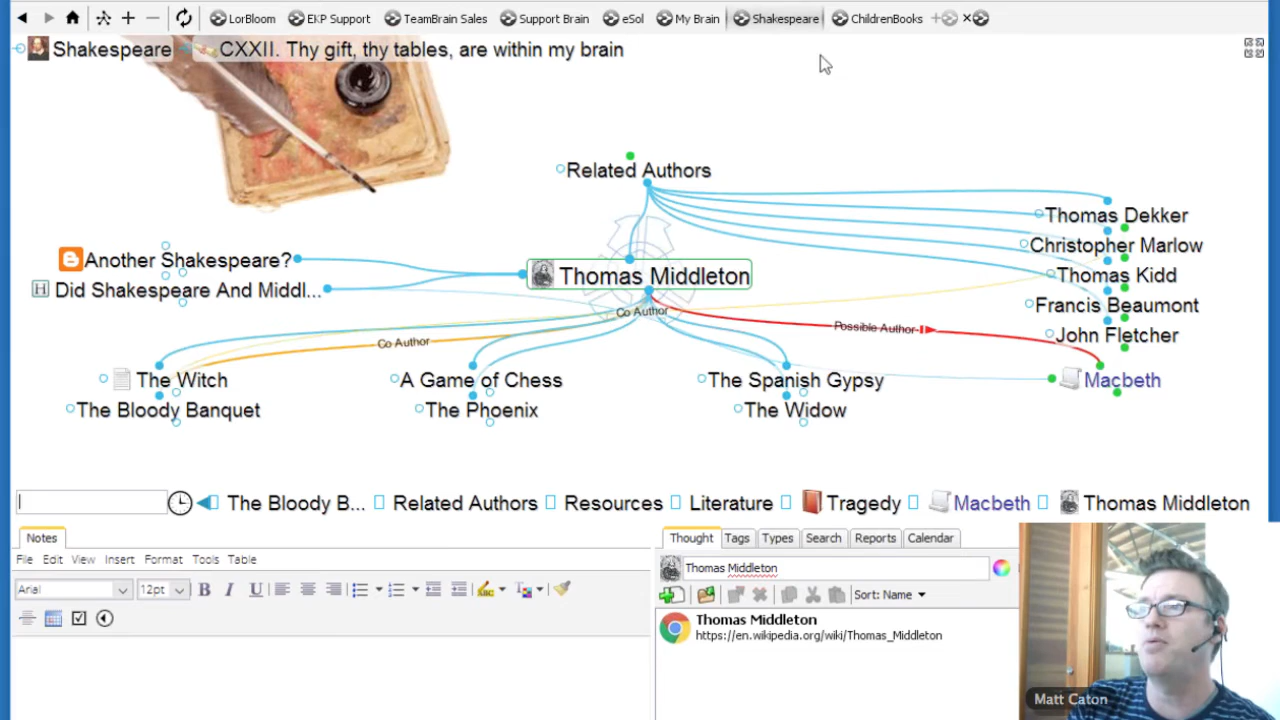 LorBloom EKP Support TeamBrain Sales Support Brain eSol My Brain Shakespeare ChildrenBooks
Shakespeare CXXII. Thy gift, thy tables, are within my brain
Related Authors
Thomas Dekker
Christopher Marlow
Another Shakespeare?
Thomas Middleton
Thomas Kidd
Did Shakespeare And Middl...
Francis Beaumont
Co Author
Possible Author
John Fletcher
Co Author
The Witch
A Game of Chess
The Spanish Gypsy
Macbeth
The Bloody Banquet
The Phoenix
The Widow
The Bloody B... Related Authors Resources Literature Tragedy Macbeth Thomas Middleton
Notes
File Edit View Insert Format Tools Table
Arial 12pt B I U ABC T
Thought Tags Types Search Reports Calendar
Thomas Middleton
Sort: Name
Thomas Middleton
https://en.wikipedia.org/wiki/Thomas_Middleton
Matt Caton